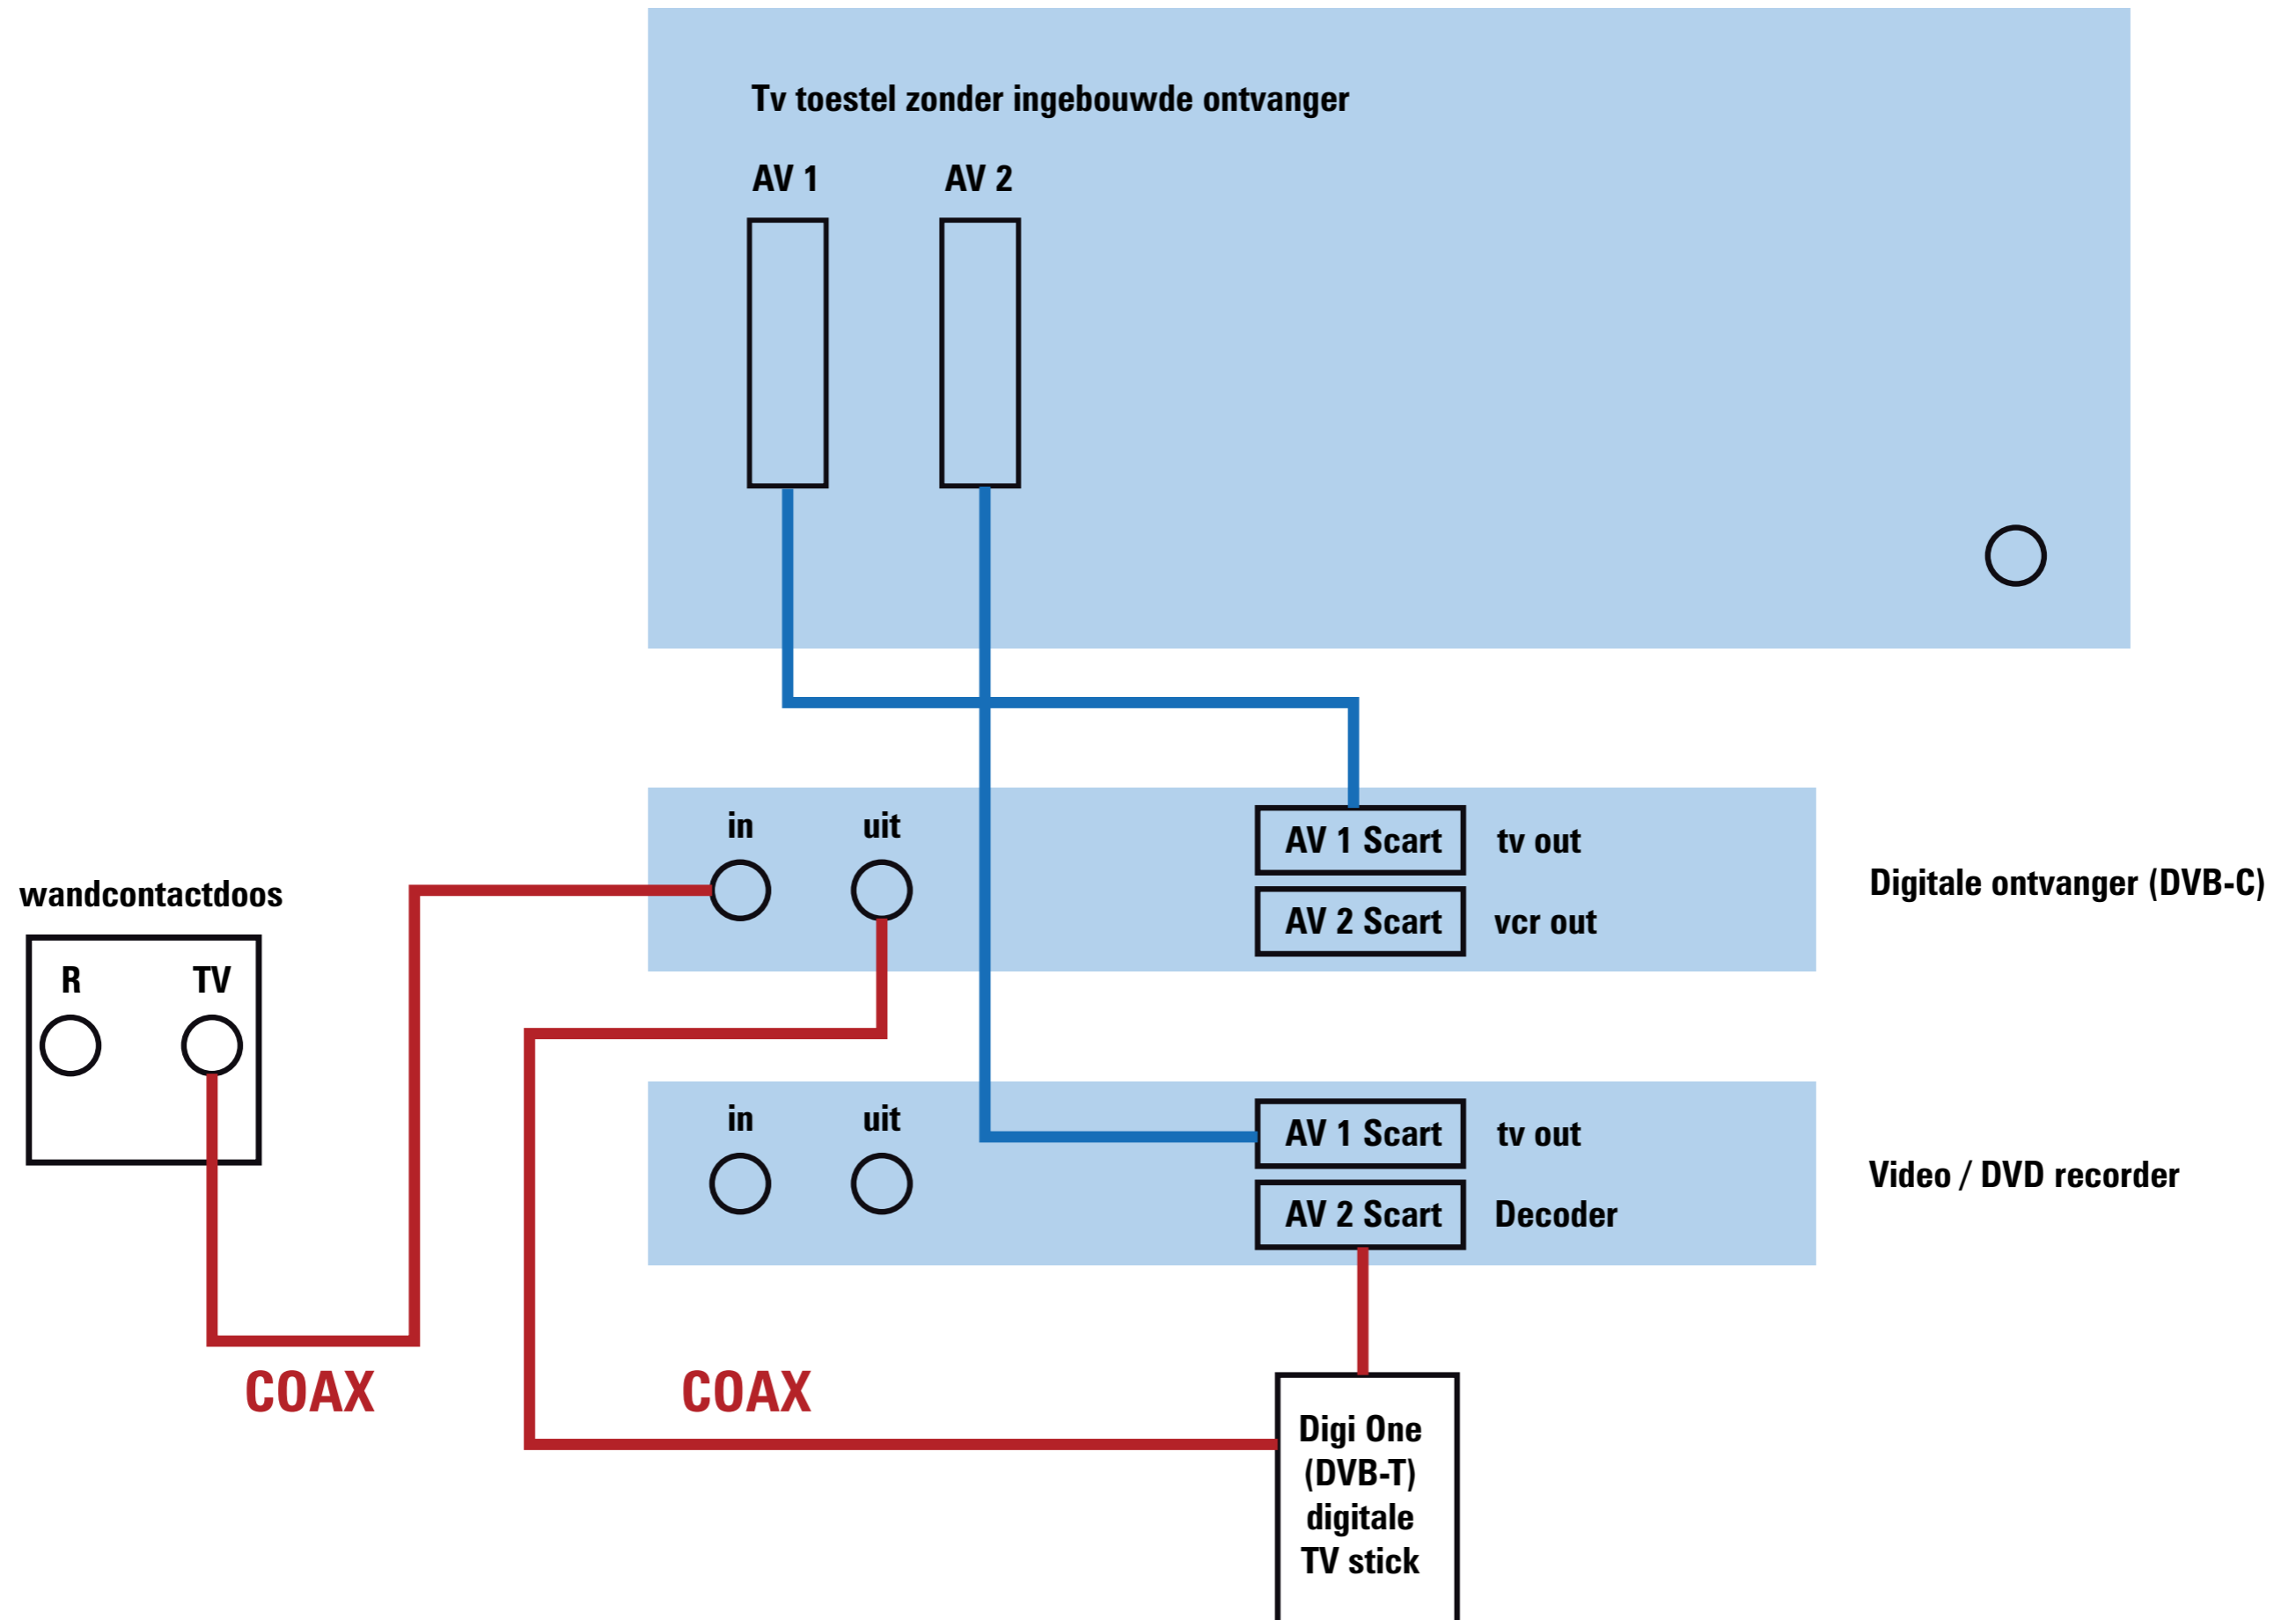 Tv toestel zonder ingebouwde ontvanger
AV 1
AV 2
in
uit
AV 1 Scart
tv out
AV 2 Scart
vcr out
Digitale ontvanger (DVB-C)
wandcontactdoos
R
TV
in
uit
AV 1 Scart
tv out
AV 2 Scart
Decoder
Video / DVD recorder
COAX
COAX
Digi One
(DVB-T)
digitale
TV stick